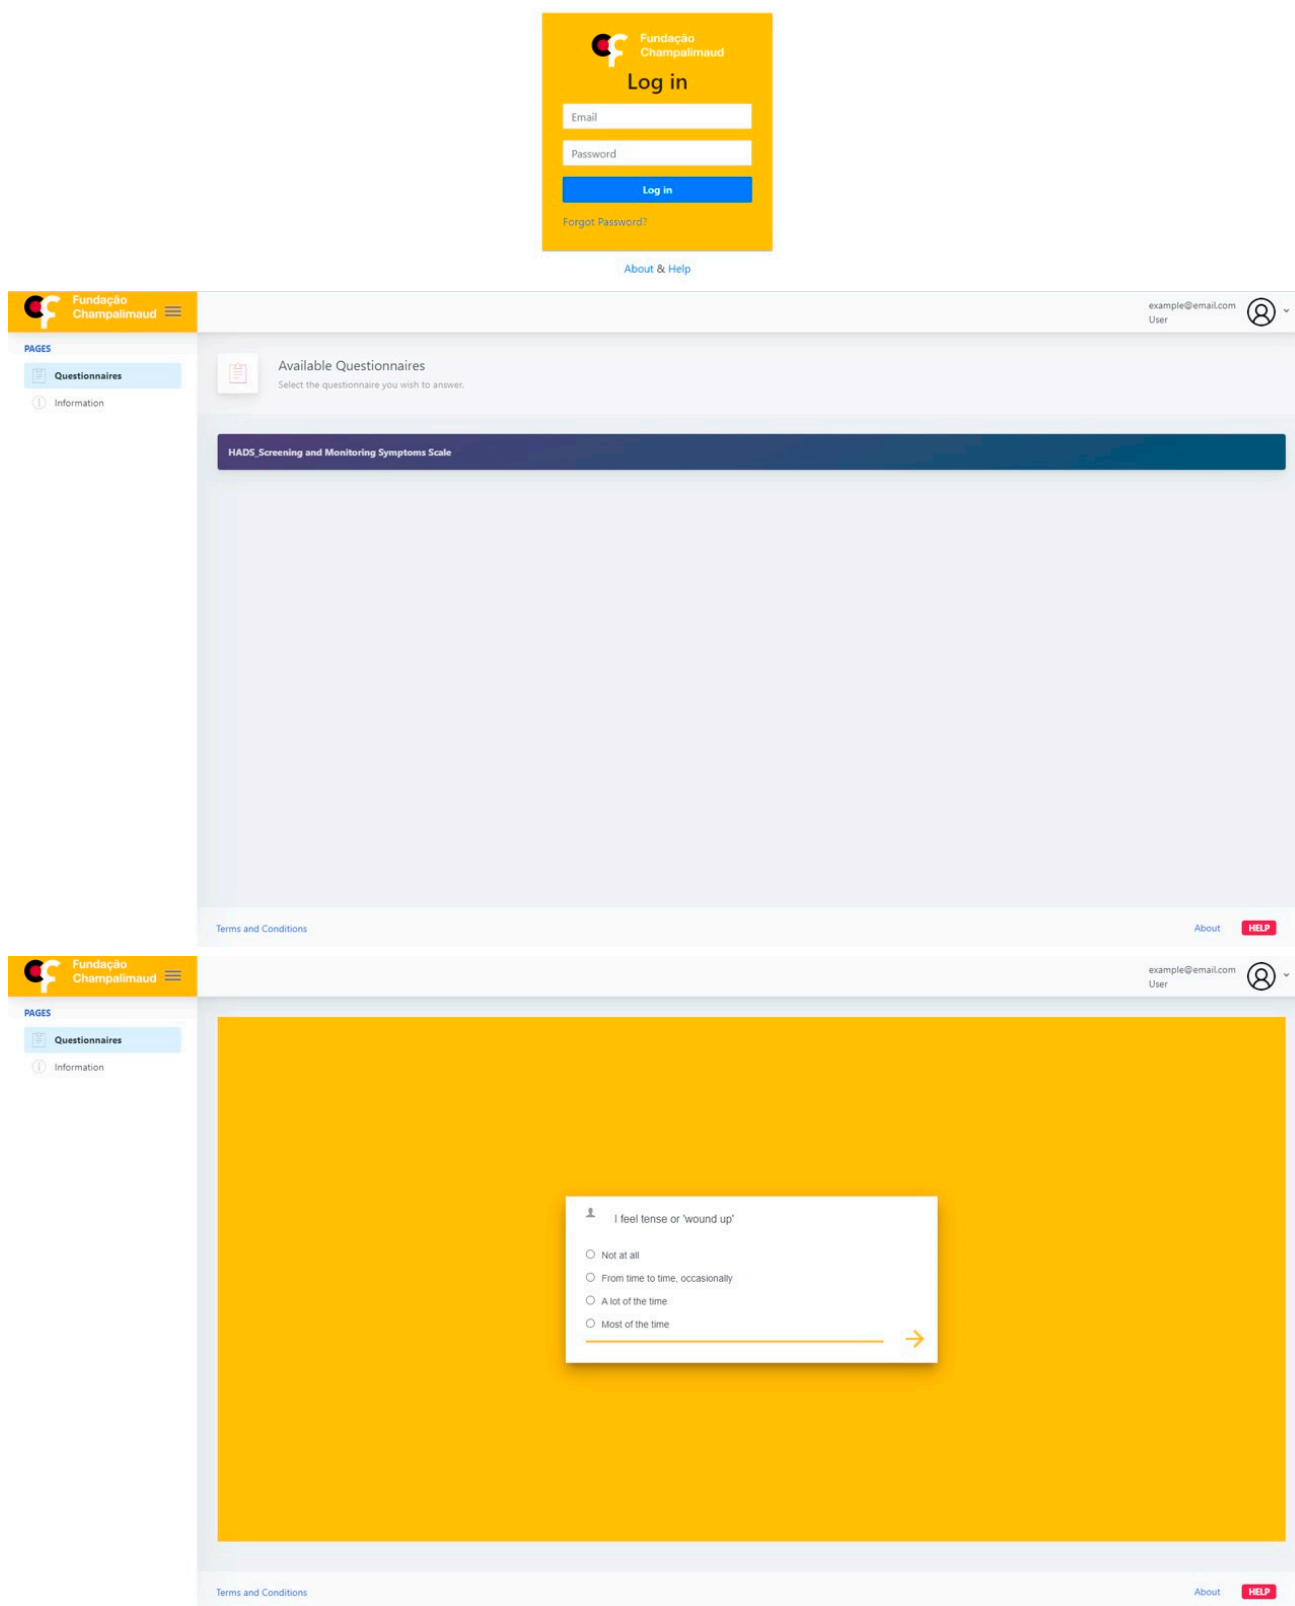 Fundação
Champalimaud
Log in
Email
Password
Log in
Forgot Password?
About & Help
Fundação
Champalimaud
example@email.com
User
PAGES
Questionnaires
Information
Available Questionnaires
Select the questionnaire you wish to answer.
HADS_Screening and Monitoring Symptoms Scale
Terms and Conditions
About
HELP
Fundação
Champalimaud
example@email.com
User
PAGES
Questionnaires
Information
I feel tense or 'wound up'
Not at all
From time to time, occasionally
A lot of the time
Most of the time
Terms and Conditions
About
HELP